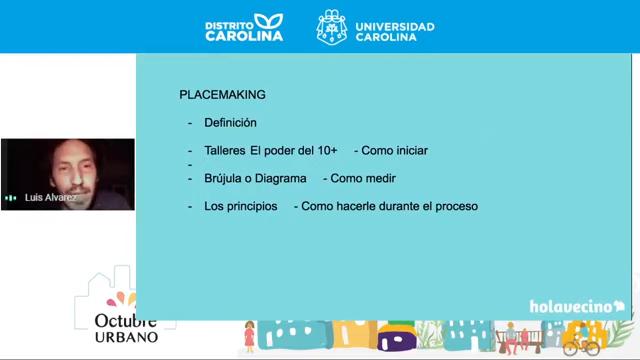 DISTRITO
CAROLINA
UNIVERSIDAD
CAROLINA
PLACEMAKING
- Definición
- Talleres El poder del 10+ - Como iniciar
-
- Brújula o Diagrama - Como medir
- Los principios - Como hacerle durante el proceso
Luis Alvarez
holavecino
Octubre
URBANO